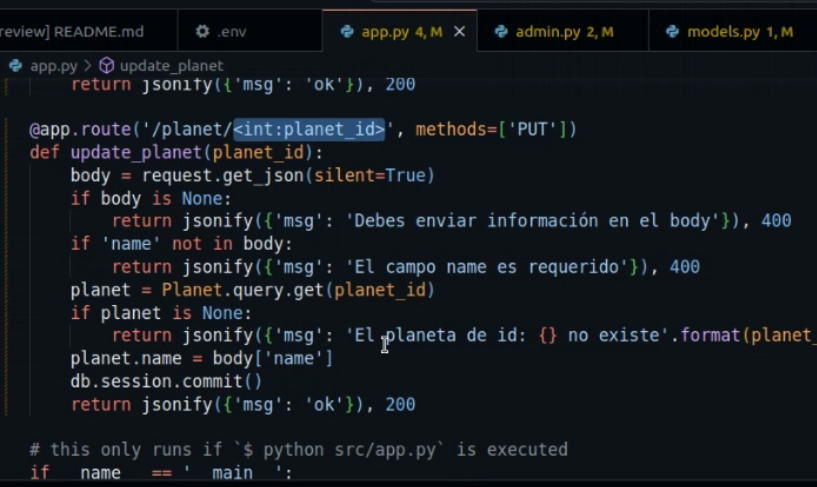 review] README.md .env app.py 4, M admin.py 2, M models.py 1, M
app.py > update_planet
return jsonify({'msg': 'ok'}), 200
@app.route('/planet/<int:planet_id>', methods=['PUT'])
def update_planet(planet_id):
body = request.get_json(silent=True)
if body is None:
return jsonify({'msg': 'Debes enviar información en el body'}), 400
if 'name' not in body:
return jsonify({'msg': 'El campo name es requerido'}), 400
planet = Planet.query.get(planet_id)
if planet is None:
return jsonify({'msg': 'El planeta de id: {} no existe'.format(planet_
planet.name = body['name']
db.session.commit()
return jsonify({'msg': 'ok'}), 200
# this only runs if `$ python src/app.py` is executed
if __name__ == '__main__':